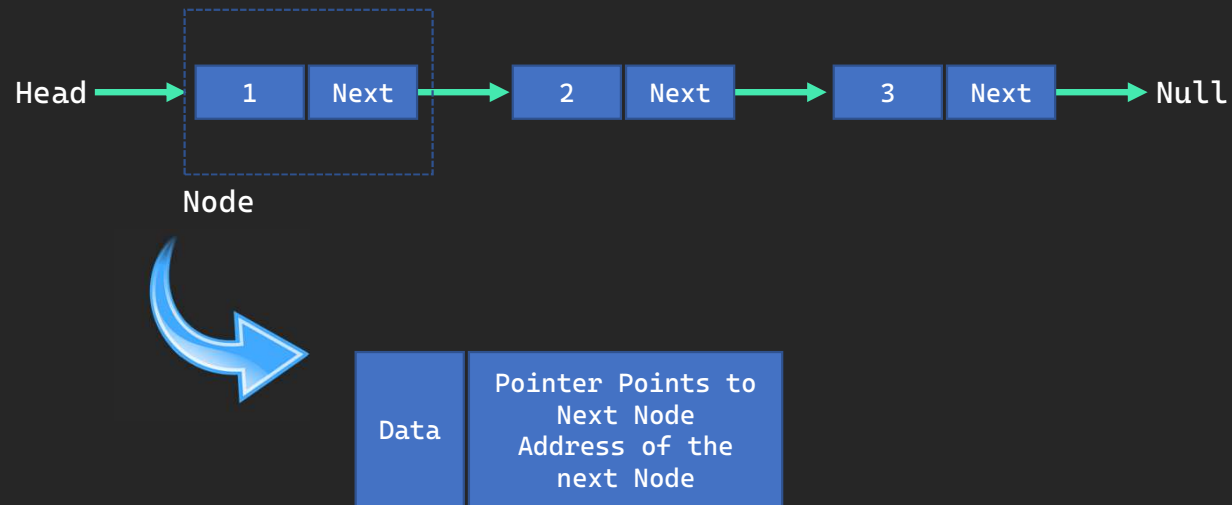 Head 1 Next 2 Next 3 Next Null
Node
Data
Pointer Points to
Next Node
Address of the
next Node